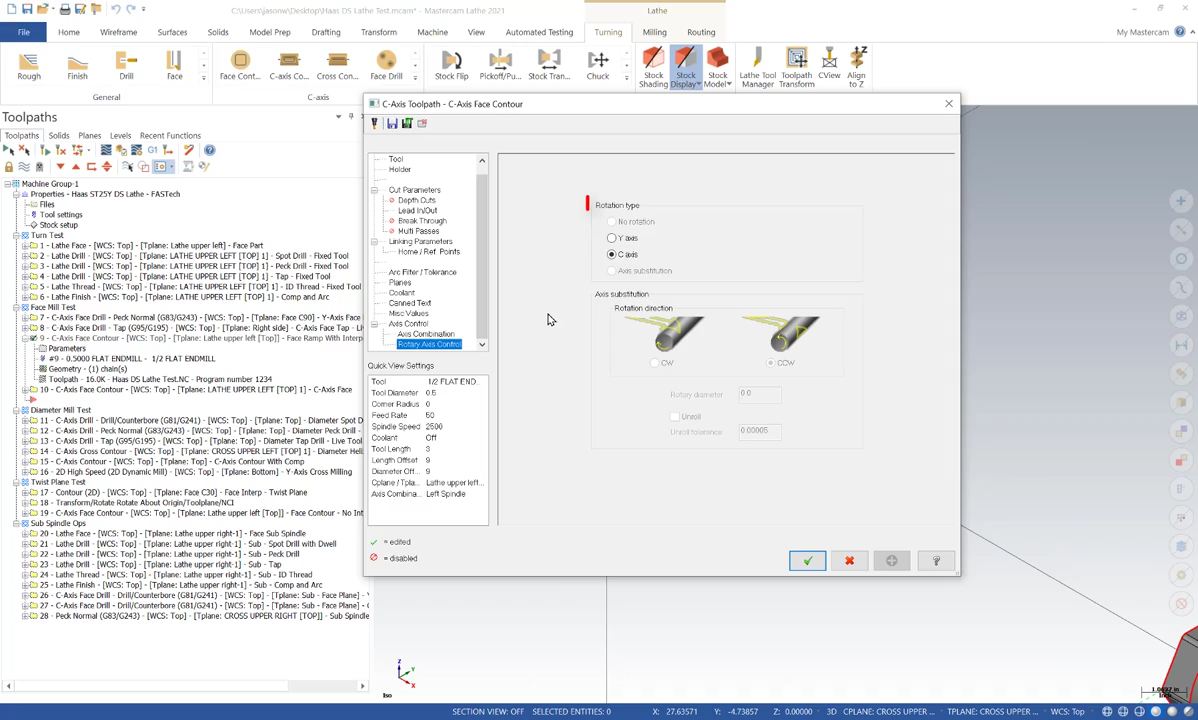 C:\Users\jasonw\Desktop\Haas DS Lathe Test.mcam* - Mastercam Lathe 2021
Lathe
File Home Wireframe Surfaces Solids Model Prep Drafting Transform Machine View Automated Testing Turning Milling Routing My Mastercam
Rough Finish Drill Face Face Cont... C-axis Co... Cross Con... Face Drill Stock Flip Pickoff/Pu... Stock Tran... Chuck Stock Shading Stock Display Stock Model Lathe Tool Manager Toolpath Transform CView Align to Z
General C-axis
Toolpaths
Toolpaths Solids Planes Levels Recent Functions
Machine Group-1
Properties - Haas ST25Y DS Lathe - FASTech
Files
Tool settings
Stock setup
Turn Test
1 - Lathe Face - [WCS: Top] - [Tplane: Lathe upper left] - Face Part
2 - Lathe Drill - [WCS: Top] - [Tplane: LATHE UPPER LEFT [TOP] 1] - Spot Drill - Fixed Tool
3 - Lathe Drill - [WCS: Top] - [Tplane: LATHE UPPER LEFT [TOP] 1] - Peck Drill - Fixed Tool
4 - Lathe Drill - [WCS: Top] - [Tplane: LATHE UPPER LEFT [TOP] 1] - Tap - Fixed Tool
5 - Lathe Thread - [WCS: Top] - [Tplane: LATHE UPPER LEFT [TOP] 1] - ID Thread - Fixed T
6 - Lathe Finish - [WCS: Top] - [Tplane: LATHE UPPER LEFT [TOP] 1] - Comp and Arc
Face Mill Test
7 - C-Axis Face Drill - Peck Drill - [WCS: Top] - [Tplane: Face C90] - Y-Axis Face Peck - L
8 - C-Axis Face Drill - Tap (G95/G195) - [WCS: Top] - [Tplane: Right side] - C-Axis Face Tap - Liv
9 - C-Axis Face Contour - [WCS: Top] - [Tplane: Lathe upper left [Top]] - Face Ramp With Interp
Parameters
#9 - 0.5000 FLAT ENDMILL - 1/2 FLAT ENDMILL
Geometry - (1) chain(s)
Toolpath - 16.0K - Haas DS Lathe Test.NC - Program number 1234
10 - C-Axis Face Contour - [WCS: Top] - [Tplane: LATHE UPPER LEFT [TOP] 1] - C-Axis Face
Diameter Mill Test
11 - C-Axis Drill - Drill/Counterbore (G81/G241) - [WCS: Top] - [Tplane: Top] - Diameter Spot D
12 - C-Axis Drill - Peck Normal (G83/G243) - [WCS: Top] - [Tplane: Top] - Diameter Peck Drill -
13 - C-Axis Drill - Tap (G95/G195) - [WCS: Top] - [Tplane: Top] - Diameter Tap Drill - Live Tool
14 - C-Axis Cross Contour - [WCS: Top] - [Tplane: CROSS UPPER LEFT [TOP]] - Diameter Heli
15 - C-Axis Contour - [WCS: Top] - [Tplane: Top] - C-Axis Contour With Comp
16 - 2D High Speed (2D Dynamic Mill) - [WCS: Top] - [Tplane: Bottom] - Y-Axis Cross Milling
Twist Plane Test
17 - Contour (2D) - [WCS: Top] - [Tplane: Face C30] - Face Interp - Twist Plane
18 - Transform/Rotate Rotate About Origin/Toolplane/NCI
19 - C-Axis Face Contour - [WCS: Top] - [Tplane: Lathe upper left [Top]] - Face Contour - No Int
Sub Spindle Ops
20 - Lathe Face - [WCS: Top] - [Tplane: Lathe upper right-1] - Face Sub Spindle
21 - Lathe Drill - [WCS: Top] - [Tplane: Lathe upper right-1] - Sub - Spot Drill with Dwell
22 - Lathe Drill - [WCS: Top] - [Tplane: Lathe upper right-1] - Sub - Peck Drill
23 - Lathe Drill - [WCS: Top] - [Tplane: Lathe upper right-1] - Sub - Tap
24 - Lathe Thread - [WCS: Top] - [Tplane: Lathe upper right-1] - Sub - ID Thread
25 - Lathe Finish - [WCS: Top] - [Tplane: Lathe upper right-1] - Sub - Comp and Arc
26 - C-Axis Face Drill - Drill/Counterbore (G81/G241) - [WCS: Top] - [Tplane: Sub - Face Plane] - Y-
27 - C-Axis Face Drill - Drill/Counterbore (G81/G241) - [WCS: Top] - [Tplane: Sub - Face Plane] - C-
28 - Peck Normal (G83/G243) - [WCS: Top] - [Tplane: CROSS UPPER RIGHT [TOP]] - Sub Spindle
C-Axis Toolpath - C-Axis Face Contour
Tool
Holder
Cut Parameters
Depth Cuts
Lead In/Out
Break Through
Multi Passes
Linking Parameters
Home / Ref. Points
Arc Filter / Tolerance
Planes
Coolant
Canned Text
Misc Values
Axis Control
Axis Combination
Rotary Axis Control
Quick View Settings
Tool 1/2 FLAT END...
Tool Diameter 0.5
Corner Radius 0
Feed Rate 50
Spindle Speed 2500
Coolant Off
Tool Length 3
Length Offset 9
Diameter Off... 9
Cplane / Tpla... Lathe upper left...
Axis Combina... Left Spindle
= edited
= disabled
Rotation type
No rotation
Y axis
C axis
Axis substitution
Axis substitution
Rotation direction
CW CCW
Rotary diameter 0.0
Unroll
Unroll tolerance 0.00005
Z Y X
Iso
SECTION VIEW: OFF SELECTED ENTITIES: 0 X: 27.63571 Y: -4.73857 Z: 0.00000 3D CPLANE: CROSS UPPER ... TPLANE: CROSS UPPER ... WCS: Top